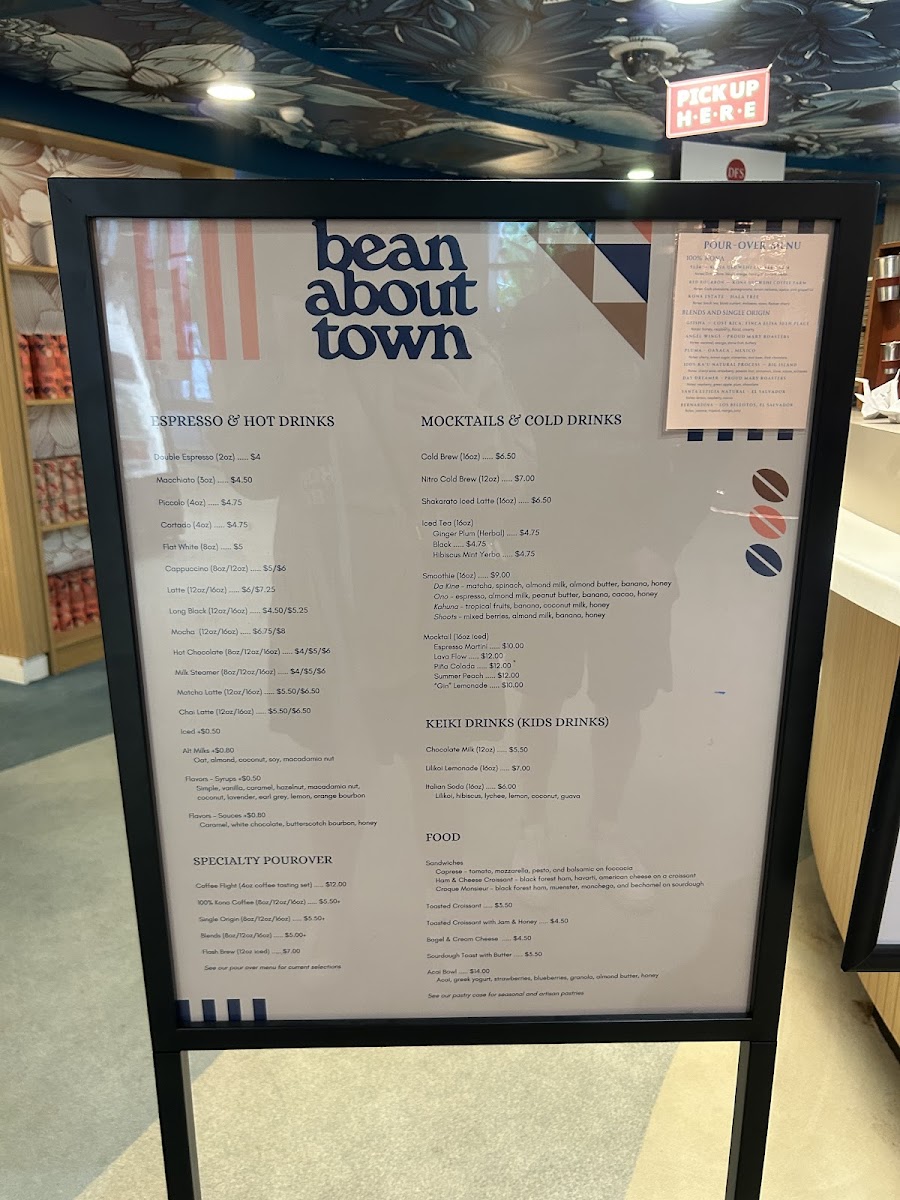 PICK UP
H·E·R·E
DFS
bean
about
town
POUR-OVER MENU
100% KONA
BLENDS AND SINGLE ORIGIN
ANGEL WINGS - PROUD MARY ROASTERS
PLUMA - OAXACA, MEXICO
DAY DREAMER - PROUD MARY ROASTERS
ESPRESSO & HOT DRINKS
Double Espresso (2oz) ..... $4
Macchiato (3oz) ..... $4.50
Piccolo (4oz) ..... $4.75
Cortado (4oz) ..... $4.75
Flat White (8oz) ..... $5
Cappuccino (8oz/12oz) ..... $5/$6
Latte (12oz/16oz) ..... $6/$7.25
Long Black (12oz/16oz) ..... $4.50/$5.25
Mocha (12oz/16oz) ..... $6.75/$8
Hot Chocolate (8oz/12oz/16oz) ..... $4/$5/$6
Milk Steamer (8oz/12oz/16oz) ..... $4/$5/$6
Matcha Latte (12oz/16oz) ..... $5.50/$6.50
Chai Latte (12oz/16oz) ..... $5.50/$6.50
Iced +$0.50
Alt Milks +$0.80
Oat, almond, coconut, soy, macadamia nut
Flavors - Syrups +$0.50
Simple, vanilla, caramel, hazelnut, macadamia nut,
coconut, lavender, earl grey, lemon, orange bourbon
Flavors - Sauces +$0.80
Caramel, white chocolate, butterscotch bourbon, honey
SPECIALTY POUROVER
Coffee Flight (4oz coffee tasting set) ..... $12.00
100% Kona Coffee (8oz/12oz/16oz) ..... $5.50+
Single Origin (8oz/12oz/16oz) ..... $5.50+
Blends (8oz/12oz/16oz) ..... $5.00+
Flash Brew (12oz iced) ..... $7.00
See our pour over menu for current selections
MOCKTAILS & COLD DRINKS
Cold Brew (16oz) ..... $6.50
Nitro Cold Brew (12oz) ..... $7.00
Shakarato Iced Latte (16oz) ..... $6.50
Iced Tea (16oz)
Ginger Plum (Herbal) ..... $4.75
Black ..... $4.75
Hibiscus Mint Yerba ..... $4.75
Smoothie (16oz) ..... $9.00
Da Kine - matcha, spinach, almond milk, almond butter, banana, honey
Ono - espresso, almond milk, peanut butter, banana, cacao, honey
Kahuna - tropical fruits, banana, coconut milk, honey
Shoots - mixed berries, almond milk, banana, honey
Mocktail (16oz Iced)
Espresso Martini ..... $10.00
Lava Flow ..... $12.00
Piña Colada ..... $12.00
Summer Peach ..... $12.00
"Gin" Lemonade ..... $10.00
KEIKI DRINKS (KIDS DRINKS)
Chocolate Milk (12oz) ..... $5.50
Lilikoi Lemonade (16oz) ..... $7.00
Italian Soda (16oz) ..... $6.00
Lilikoi, hibiscus, lychee, lemon, coconut, guava
FOOD
Sandwiches
Caprese - tomato, mozzarella, pesto, and balsamic on foccacia
Ham & Cheese Croissant - black forest ham, havarti, american cheese on a croissant
Croque Monsieur - black forest ham, muenster, manchego, and bechamel on sourdough
Toasted Croissant ..... $3.50
Toasted Croissant with Jam & Honey ..... $4.50
Bagel & Cream Cheese ..... $4.50
Sourdough Toast with Butter ..... $3.50
Acai Bowl ..... $14.00
Acai, greek yogurt, strawberries, blueberries, granola, almond butter, honey
See our pastry case for seasonal and artisan pastries